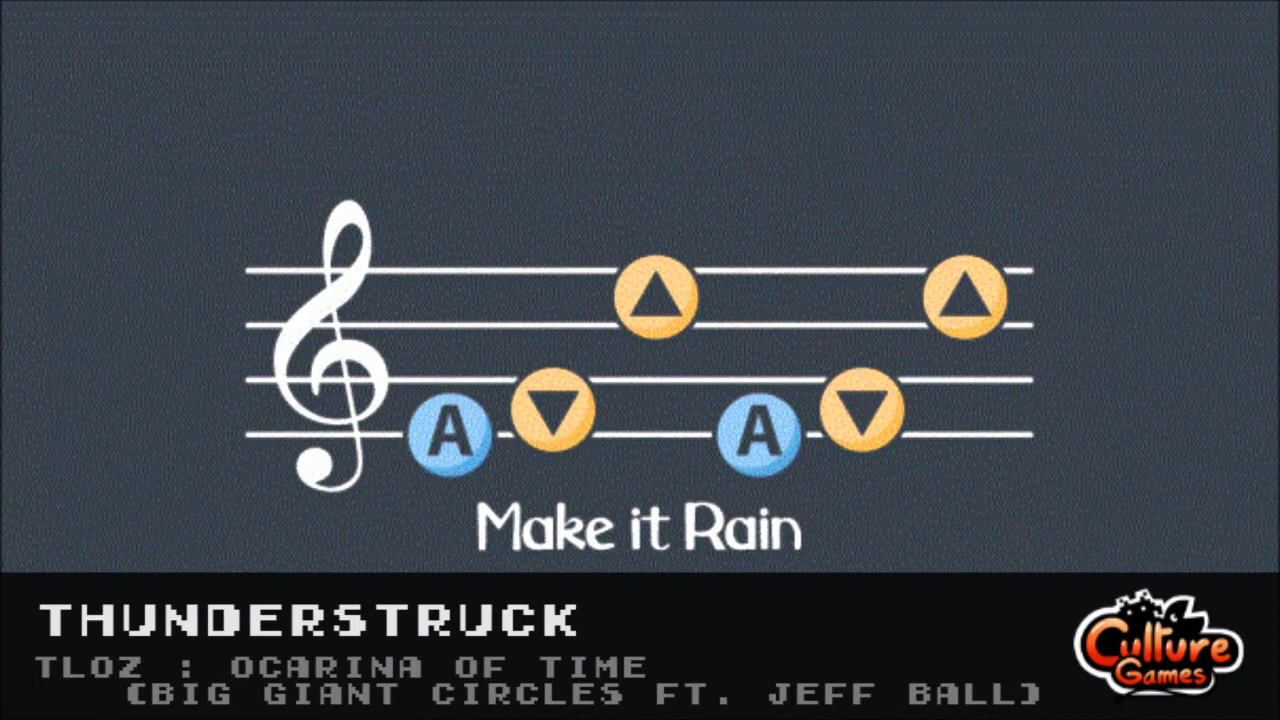 A A
Make it Rain
THUNDERSTRUCK
TLOZ : OCARINA OF TIME
(BIG GIANT CIRCLES FT. JEFF BALL)
Culture
Games